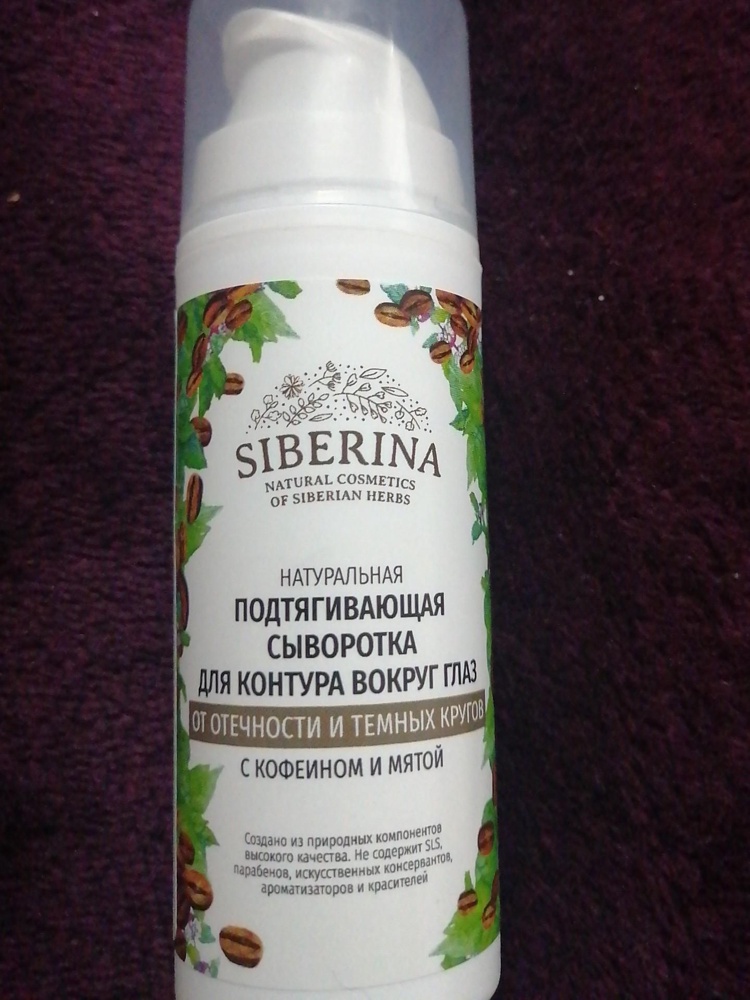 SIBERINA
NATURAL COSMETICS
OF SIBERIAN HERBS
НАТУРАЛЬНАЯ
ПОДТЯГИВАЮЩАЯ
СЫВОРОТКА
ДЛЯ КОНТУРА ВОКРУГ ГЛАЗ
ОТ ОТЕЧНОСТИ И ТЕМНЫХ КРУГОВ
С КОФЕИНОМ И МЯТОЙ
Создано из природных компонентов
высокого качества. Не содержит SLS,
парабенов, искусственных консервантов,
ароматизаторов и красителей